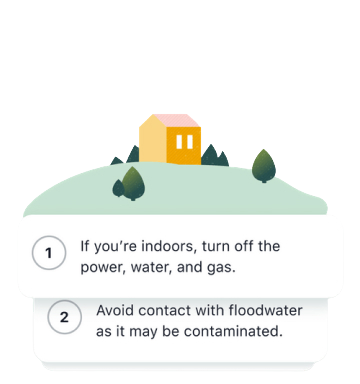 1
If you’re indoors, turn off the
power, water, and gas.
2
Avoid contact with floodwater
as it may be contaminated.